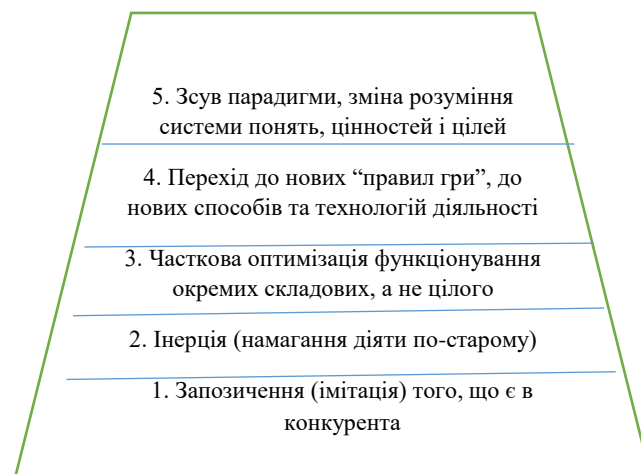 5. Зсув парадигми, зміна розуміння
системи понять, цінностей і цілей
4. Перехід до нових “правил гри”, до
нових способів та технологій діяльності
3. Часткова оптимізація функціонування
окремих складових, а не цілого
2. Інерція (намагання діяти по-старому)
1. Запозичення (імітація) того, що є в
конкурента